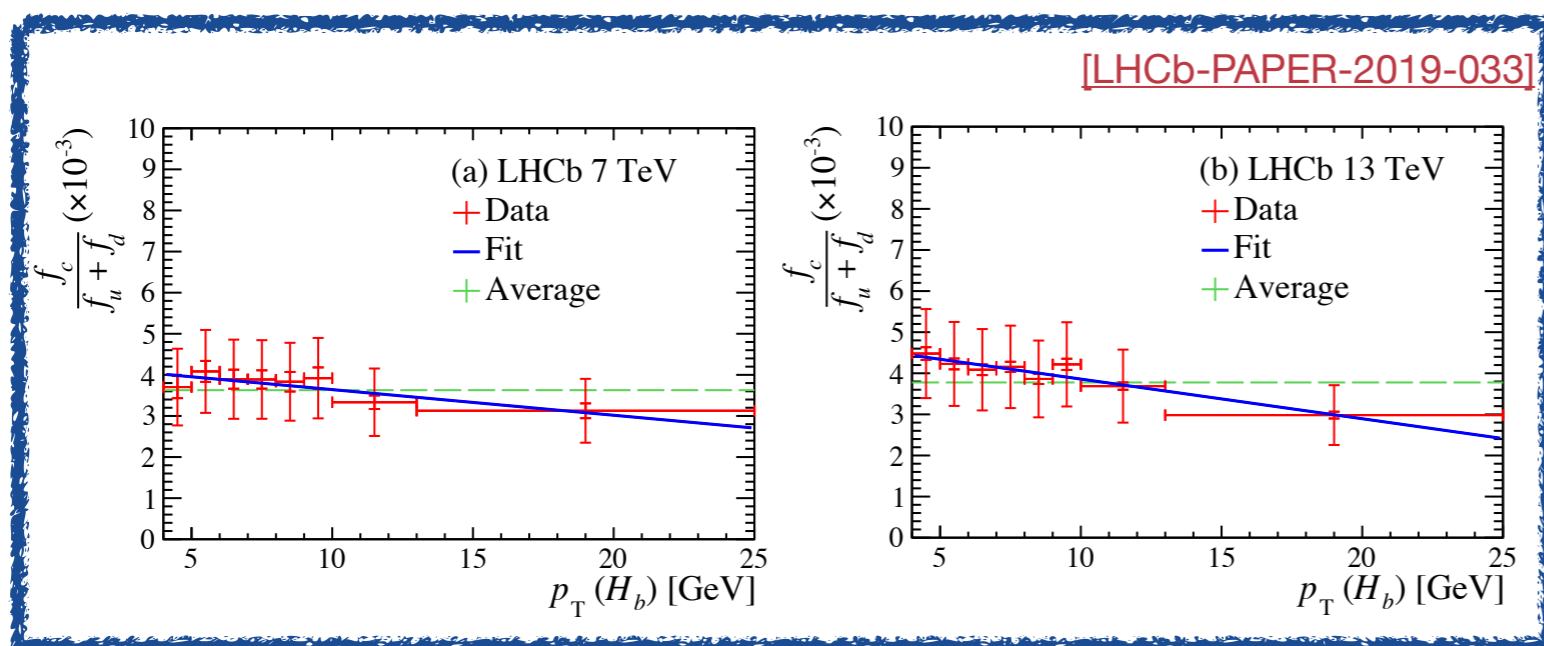 [LHCb-PAPER-2019-033]
10
9
8
7
6
5
4
3
2
1
0
f_c / f_u + f_d (×10⁻³)
(a) LHCb 7 TeV
Data
Fit
Average
5 10 15 20 25
p_T (H_b) [GeV]
10
9
8
7
6
5
4
3
2
1
0
f_c / f_u + f_d (×10⁻³)
(b) LHCb 13 TeV
Data
Fit
Average
5 10 15 20 25
p_T (H_b) [GeV]